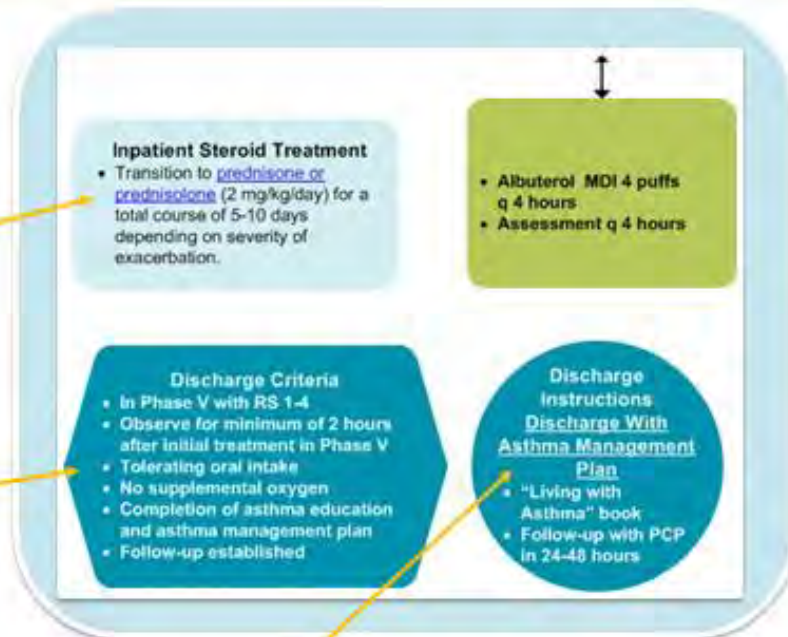 Inpatient Steroid Treatment
• Transition to prednisone or
prednisolone (2 mg/kg/day) for a
total course of 5-10 days
depending on severity of
exacerbation.
• Albuterol MDI 4 puffs
q 4 hours
• Assessment q 4 hours
Discharge Criteria
• In Phase V with RS 1-4
• Observe for minimum of 2 hours
after initial treatment in Phase V
• Tolerating oral intake
• No supplemental oxygen
• Completion of asthma education
and asthma management plan
• Follow-up established
Discharge
Instructions
Discharge With
Asthma Management
Plan
• "Living with
Asthma" book
• Follow-up with PCP
in 24-48 hours